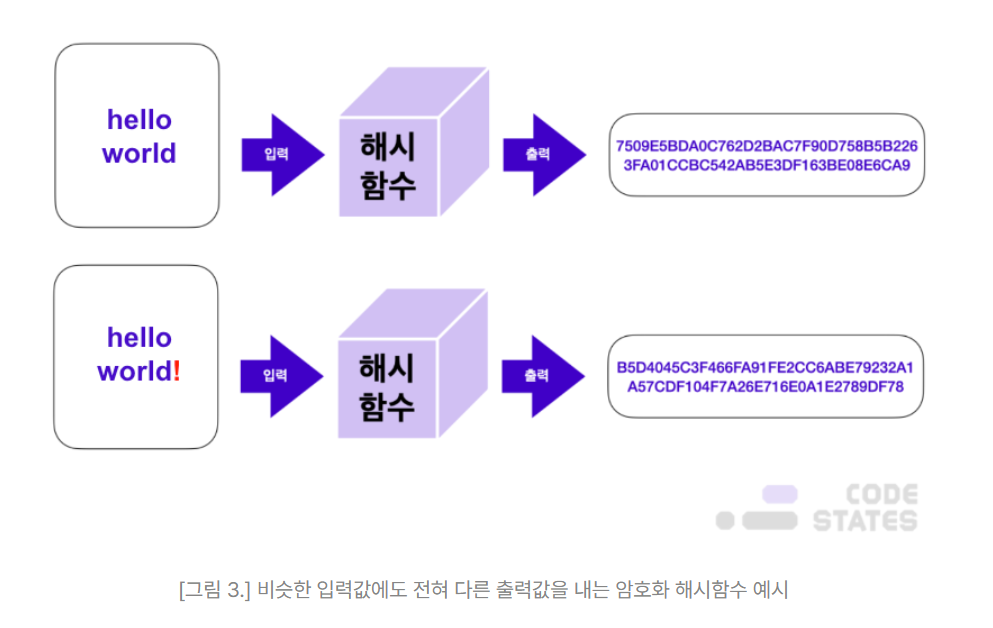 hello
world
입력
해시
함수
출력
7509E5BDA0C762D2BAC7F90D758B5B226
3FA01CCBC542AB5E3DF163BE08E6CA9
hello
world!
입력
해시
함수
출력
B5D4045C3F466FA91FE2CC6ABE79232A1
A57CDF104F7A26E716E0A1E2789DF78
CODE
STATES
[그림 3.] 비슷한 입력값에도 전혀 다른 출력값을 내는 암호화 해시함수 예시